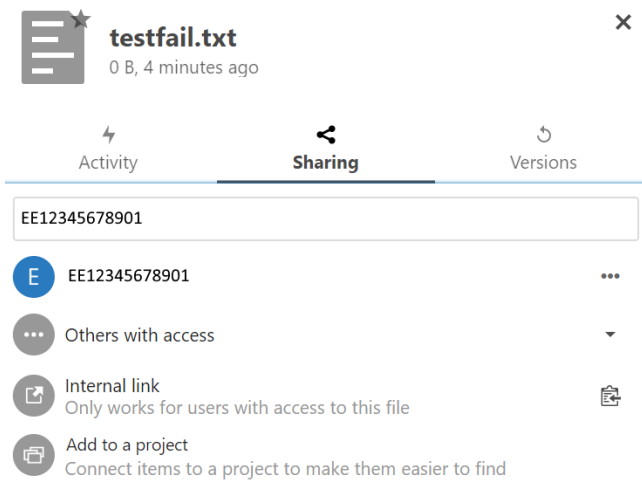 testfail.txt
0 B, 4 minutes ago
Activity
Sharing
Versions
EE12345678901
E
EE12345678901
Others with access
Internal link
Only works for users with access to this file
Add to a project
Connect items to a project to make them easier to find